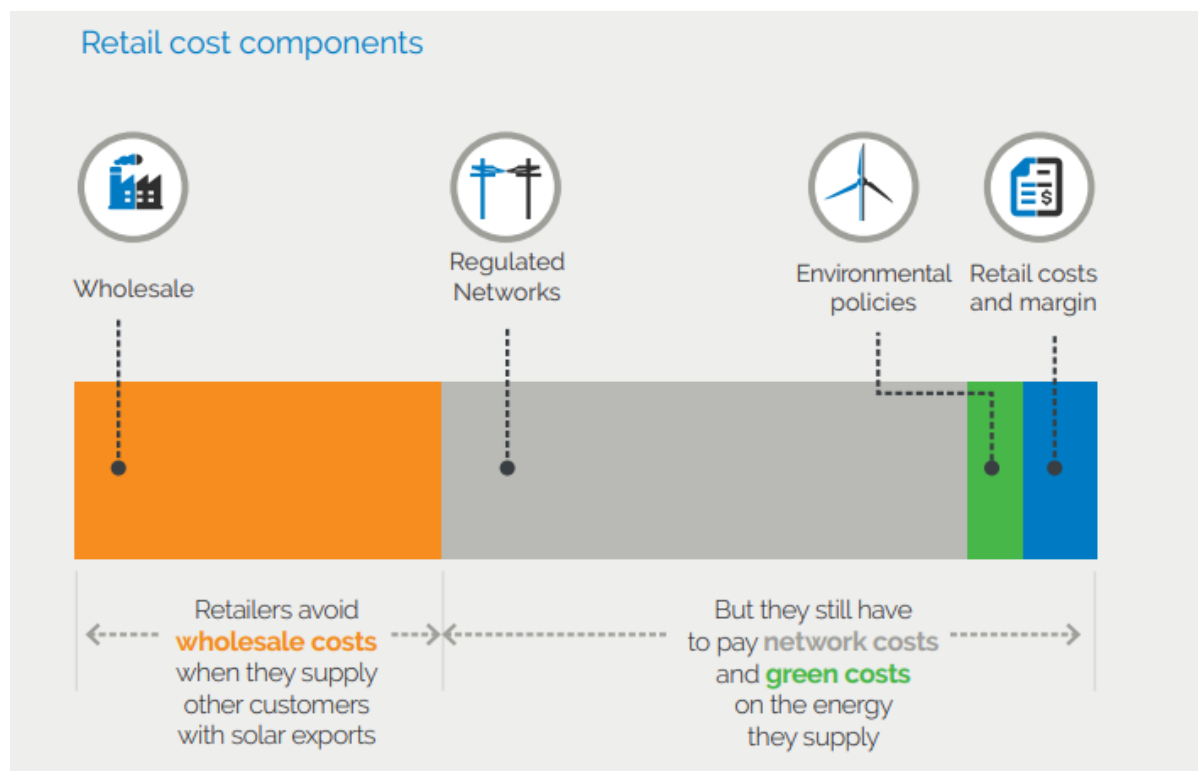 Retail cost components
$
Wholesale
Regulated
Networks
Environmental
policies
Retail costs
and margin
Retailers avoid
wholesale costs
when they supply
other customers
with solar exports
But they still have
to pay network costs
and green costs
on the energy
they supply